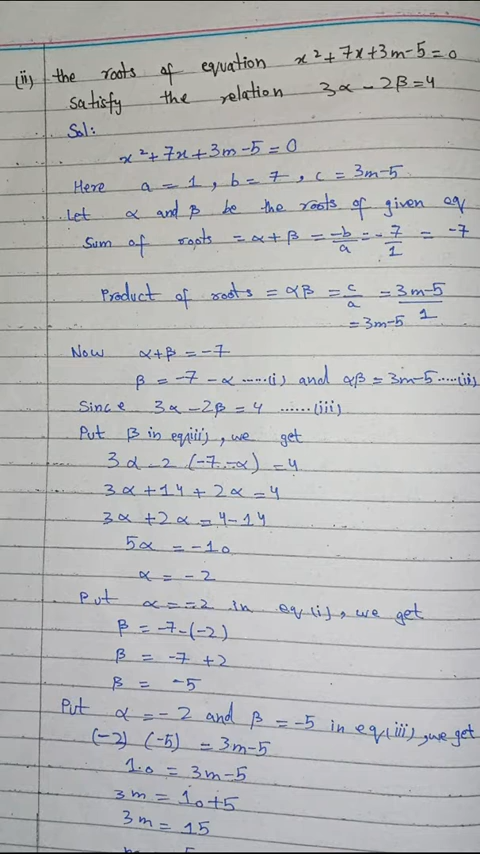 (ii) the roots of equation x²+7x+3m-5=0
satisfy the relation 3α-2β=4
Sol:
x²+7x+3m-5=0
Here a=1, b=7, c=3m-5
Let α and β be the roots of given eq
Sum of roots = α+β = -b/a = -7/1 = -7
Product of roots = αβ = c/a = 3m-5/1
= 3m-5
Now α+β = -7
β = -7-α ......(i) and αβ = 3m-5 .....(ii)
Since 3α-2β=4 ......(iii)
Put β in eq(iii), we get
3α-2(-7-α)=4
3α+14+2α=4
3α+2α=4-14
5α = -10
α = -2
Put α=-2 in eq(i), we get
β = -7-(-2)
β = -7+2
β = -5
Put α=-2 and β=-5 in eq(iii), we get
(-2)(-5) = 3m-5
10 = 3m-5
3m = 10+5
3m = 15